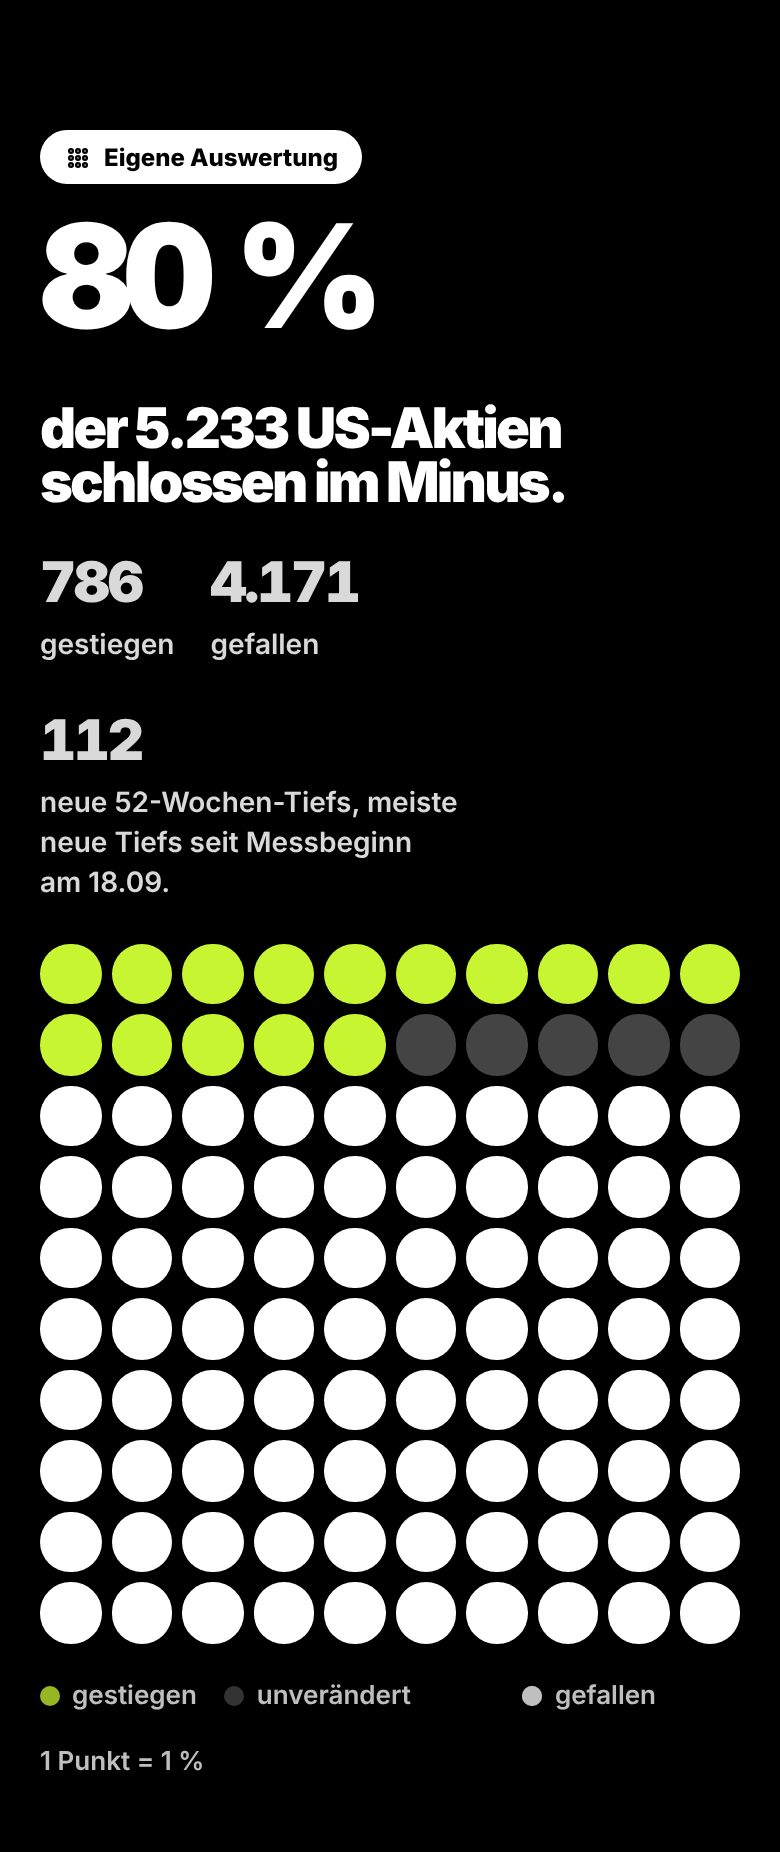 Eigene Auswertung
80 %
der 5.233 US-Aktien
schlossen im Minus.
786 4.171
gestiegen gefallen
112
neue 52-Wochen-Tiefs, meiste
neue Tiefs seit Messbeginn
am 18.09.
gestiegen unverändert gefallen
1 Punkt = 1 %